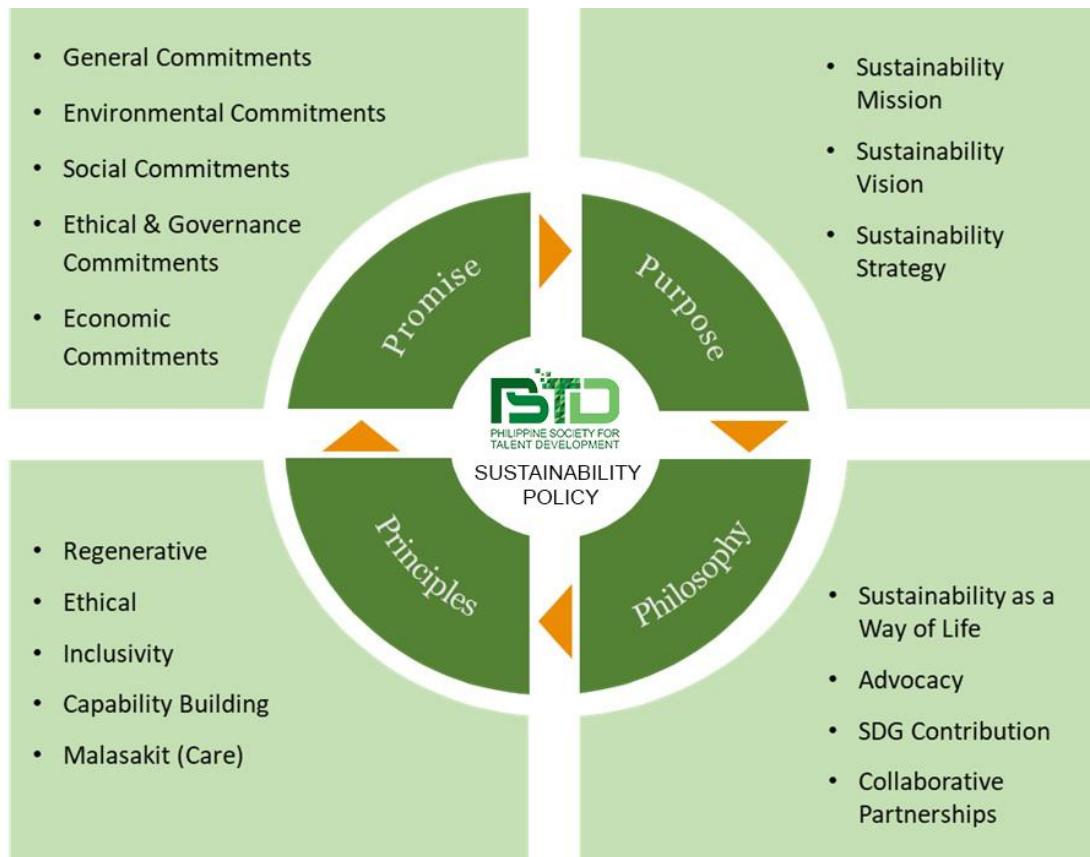 • General Commitments
• Environmental Commitments
• Social Commitments
• Ethical & Governance
Commitments
• Economic
Commitments
• Sustainability
Mission
• Sustainability
Vision
• Sustainability
Strategy
Promise
Purpose
PSTD
PHILIPPINE SOCIETY FOR
TALENT DEVELOPMENT
SUSTAINABILITY
POLICY
Principles
Philosophy
• Regenerative
• Ethical
• Inclusivity
• Capability Building
• Malasakit (Care)
• Sustainability as a
Way of Life
• Advocacy
• SDG Contribution
• Collaborative
Partnerships